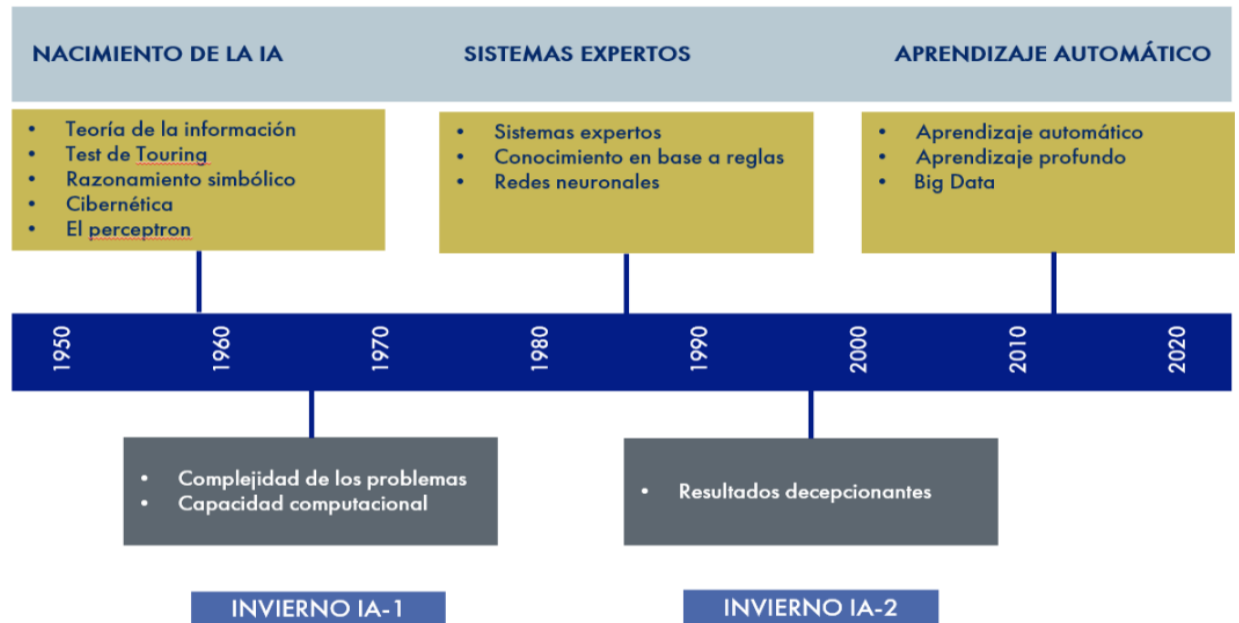 NACIMIENTO DE LA IA
SISTEMAS EXPERTOS
APRENDIZAJE AUTOMÁTICO
• Teoría de la información
• Test de Touring
• Razonamiento simbólico
• Cibernética
• El perceptron
• Sistemas expertos
• Conocimiento en base a reglas
• Redes neuronales
• Aprendizaje automático
• Aprendizaje profundo
• Big Data
1950
1960
1970
1980
1990
2000
2010
2020
• Complejidad de los problemas
• Capacidad computacional
• Resultados decepcionantes
INVIERNO IA-1
INVIERNO IA-2